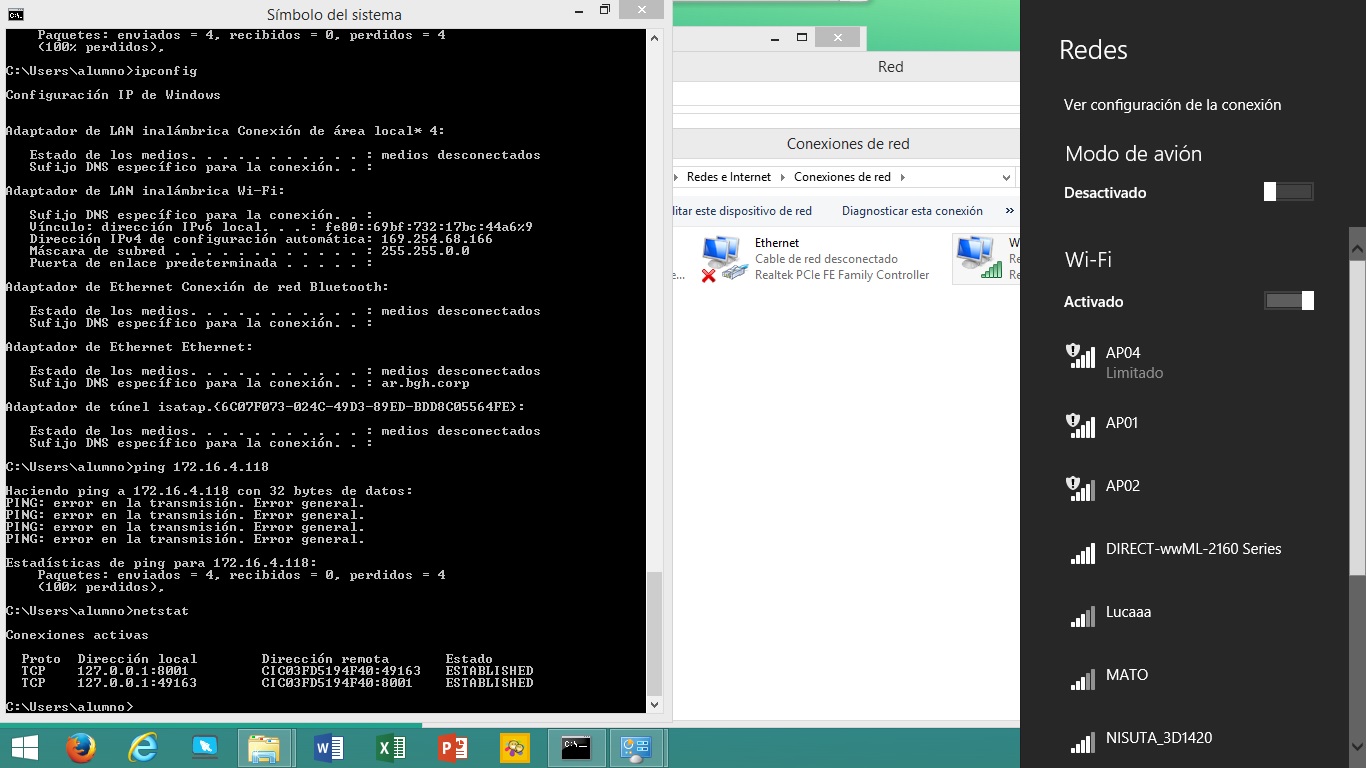 Símbolo del sistema
Paquetes: enviados = 4, recibidos = 0, perdidos = 4
(100% perdidos),
C:\Users\alumno>ipconfig
Configuración IP de Windows
Adaptador de LAN inalámbrica Conexión de área local* 4:
Estado de los medios. . . . . . . . . . . : medios desconectados
Sufijo DNS específico para la conexión. . :
Adaptador de LAN inalámbrica Wi-Fi:
Sufijo DNS específico para la conexión. . :
Vínculo: dirección IPv6 local. . . : fe80::69bf:732:17bc:44a6%9
Dirección IPv4 de configuración automática: 169.254.68.166
Máscara de subred . . . . . . . . . . . . : 255.255.0.0
Puerta de enlace predeterminada . . . . . :
Adaptador de Ethernet Conexión de red Bluetooth:
Estado de los medios. . . . . . . . . . . : medios desconectados
Sufijo DNS específico para la conexión. . :
Adaptador de Ethernet Ethernet:
Estado de los medios. . . . . . . . . . . : medios desconectados
Sufijo DNS específico para la conexión. . : ar.bgh.corp
Adaptador de túnel isatap.{6C07F073-024C-49D3-89ED-BDD8C05564FE}:
Estado de los medios. . . . . . . . . . . : medios desconectados
Sufijo DNS específico para la conexión. . :
C:\Users\alumno>ping 172.16.4.118
Haciendo ping a 172.16.4.118 con 32 bytes de datos:
PING: error en la transmisión. Error general.
PING: error en la transmisión. Error general.
PING: error en la transmisión. Error general.
PING: error en la transmisión. Error general.
Estadísticas de ping para 172.16.4.118:
Paquetes: enviados = 4, recibidos = 0, perdidos = 4
(100% perdidos),
C:\Users\alumno>netstat
Conexiones activas
Proto Dirección local Dirección remota Estado
TCP 127.0.0.1:8001 CIC03FD5194F40:49163 ESTABLISHED
TCP 127.0.0.1:49163 CIC03FD5194F40:8001 ESTABLISHED
C:\Users\alumno>
Red
Conexiones de red
Redes e Internet Conexiones de red
litar este dispositivo de red Diagnosticar esta conexión »
Ethernet
Cable de red desconectado
e... Realtek PCIe FE Family Controller
W
Re
Re
Redes
Ver configuración de la conexión
Modo de avión
Desactivado
Wi-Fi
Activado
AP04
Limitado
AP01
AP02
DIRECT-wwML-2160 Series
Lucaaa
MATO
NISUTA_3D1420